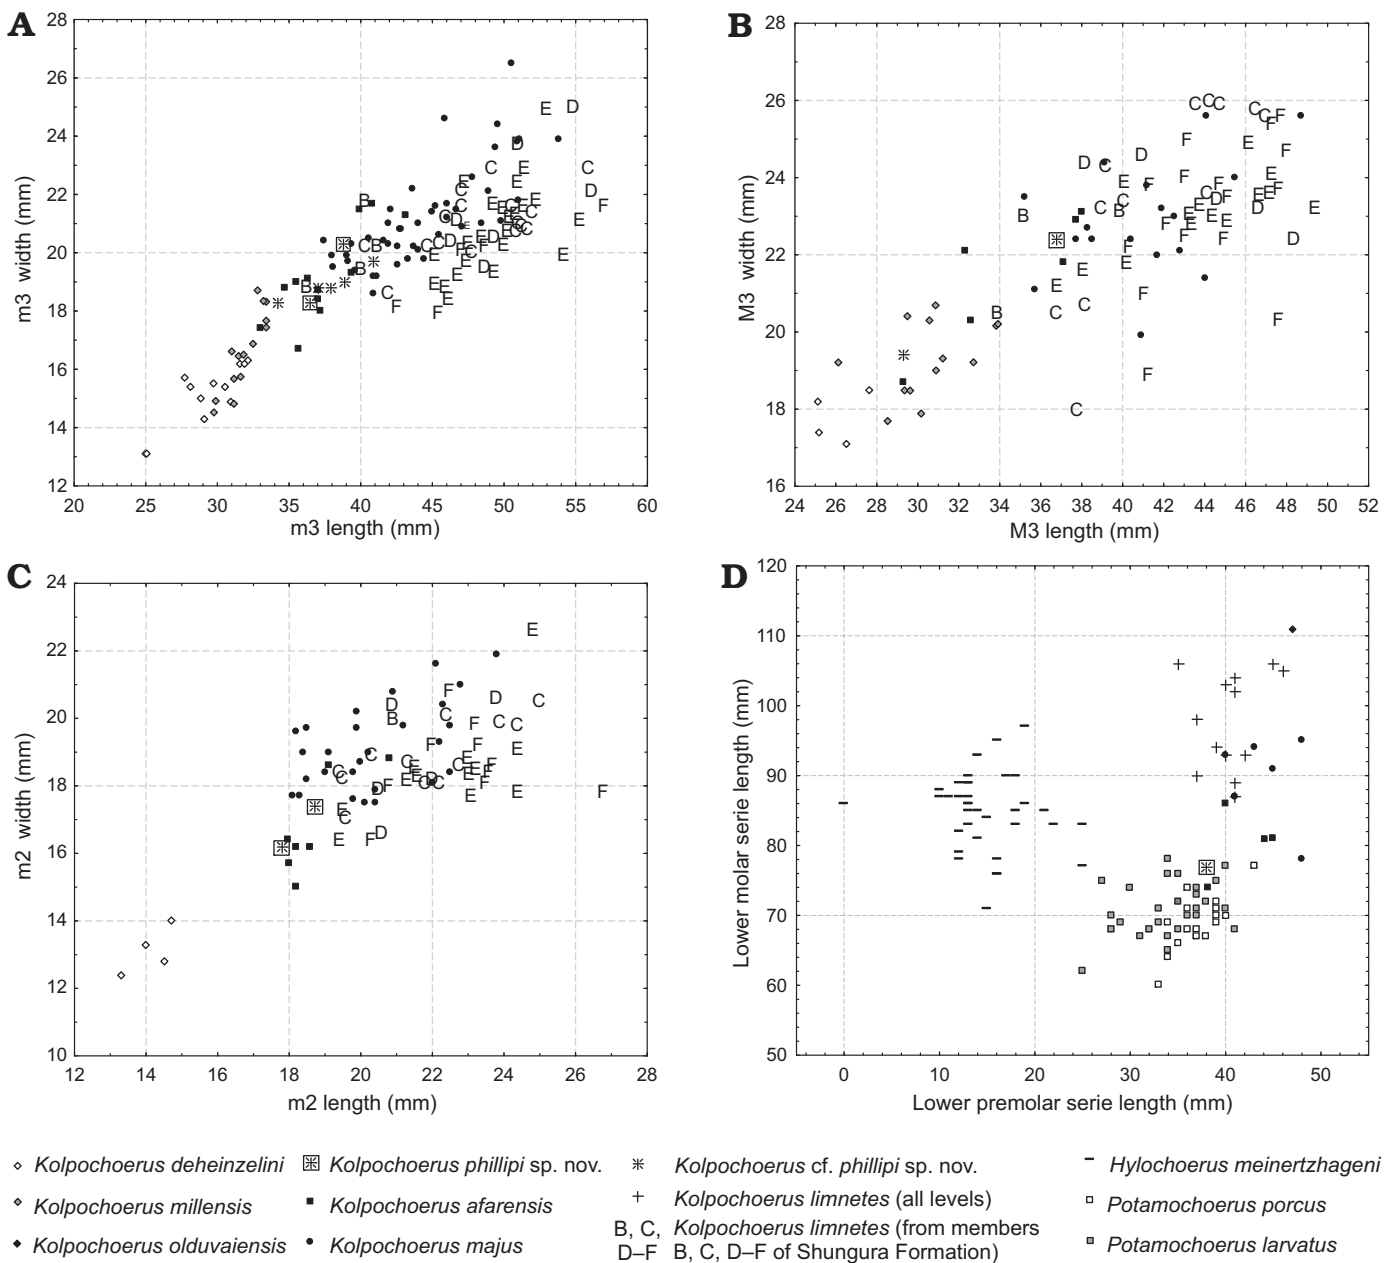 A
28
26
24
22
20
18
16
14
12
m3 width (mm)
20 25 30 35 40 45 50 55 60
m3 length (mm)
B
28
26
24
22
20
18
16
M3 width (mm)
24 26 28 30 32 34 36 38 40 42 44 46 48 50 52
M3 length (mm)
C
24
22
20
18
16
14
12
10
m2 width (mm)
12 14 16 18 20 22 24 26 28
m2 length (mm)
D
120
110
100
90
80
70
60
50
Lower molar serie length (mm)
0 10 20 30 40 50
Lower premolar serie length (mm)
Kolpochoerus deheinzelini
Kolpochoerus millensis
Kolpochoerus olduvaiensis
Kolpochoerus phillipi sp. nov.
Kolpochoerus afarensis
Kolpochoerus majus
Kolpochoerus cf. phillipi sp. nov.
Kolpochoerus limnetes (all levels)
B, C, Kolpochoerus limnetes (from members
D–F B, C, D–F of Shungura Formation)
Hylochoerus meinertzhageni
Potamochoerus porcus
Potamochoerus larvatus